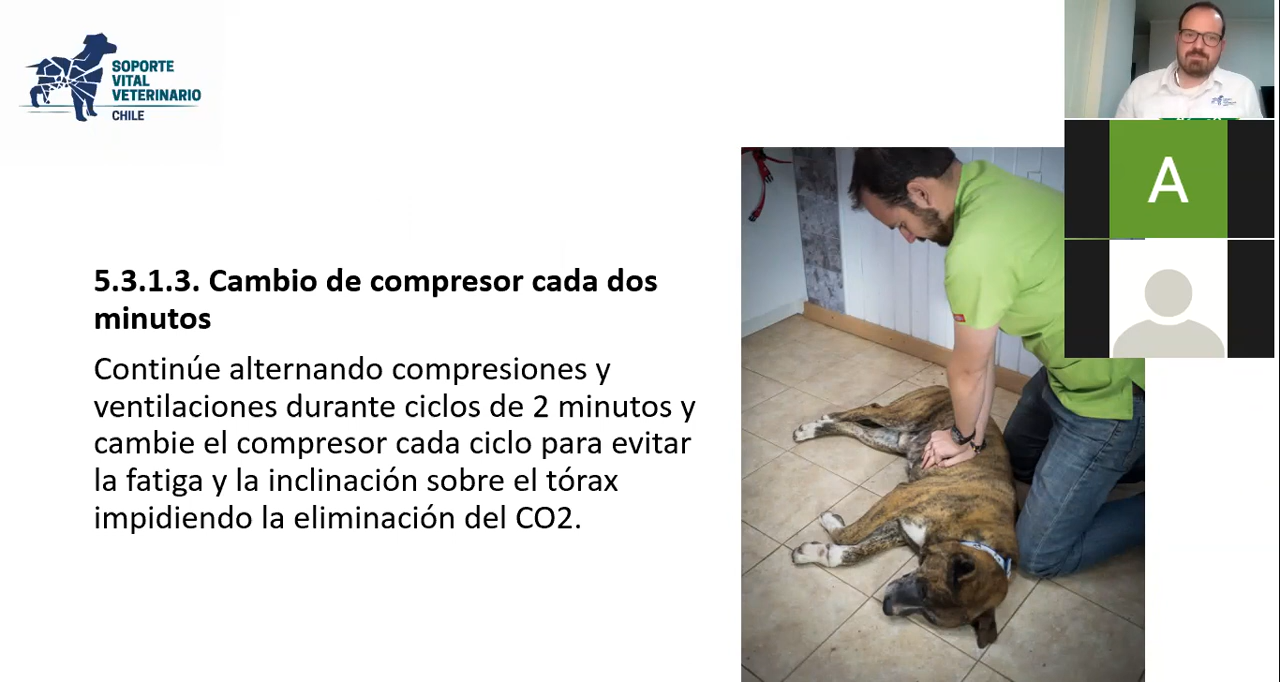 SOPORTE
VITAL
VETERINARIO
CHILE
A
5.3.1.3. Cambio de compresor cada dos
minutos
Continúe alternando compresiones y
ventilaciones durante ciclos de 2 minutos y
cambie el compresor cada ciclo para evitar
la fatiga y la inclinación sobre el tórax
impidiendo la eliminación del CO2.